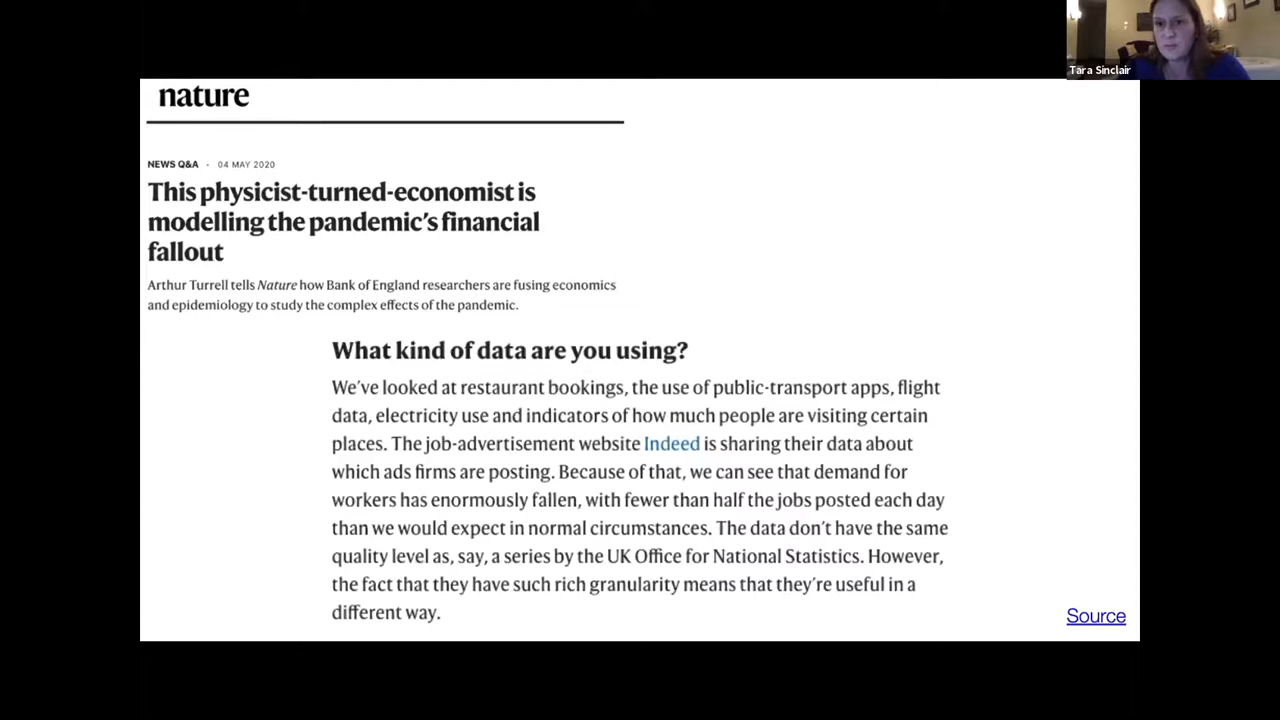 Tara Sinclair
nature
NEWS Q&A · 04 MAY 2020
This physicist-turned-economist is
modelling the pandemic’s financial
fallout
Arthur Turrell tells Nature how Bank of England researchers are fusing economics
and epidemiology to study the complex effects of the pandemic.
What kind of data are you using?
We’ve looked at restaurant bookings, the use of public-transport apps, flight
data, electricity use and indicators of how much people are visiting certain
places. The job-advertisement website Indeed is sharing their data about
which ads firms are posting. Because of that, we can see that demand for
workers has enormously fallen, with fewer than half the jobs posted each day
than we would expect in normal circumstances. The data don’t have the same
quality level as, say, a series by the UK Office for National Statistics. However,
the fact that they have such rich granularity means that they’re useful in a
different way.
Source